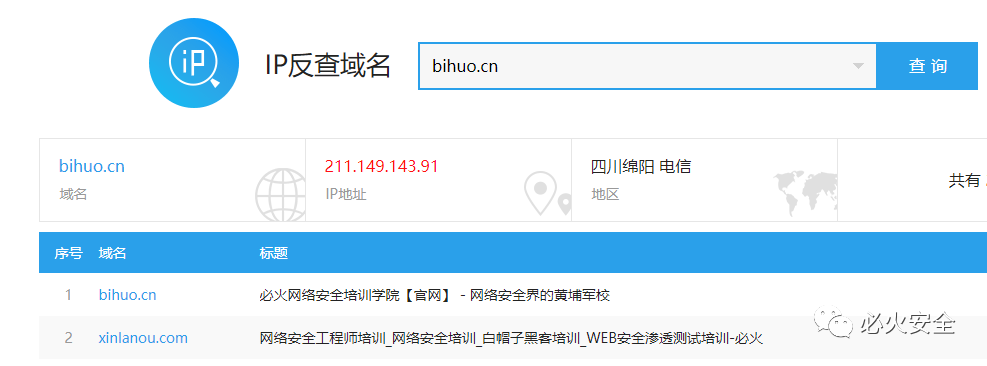 iP
IP反查域名
bihuo.cn
查 询
bihuo.cn
域名
211.149.143.91
IP地址
四川绵阳 电信
地区
共有
序号 域名 标题
1 bihuo.cn 必火网络安全培训学院【官网】 - 网络安全界的黄埔军校
2 xinlanou.com 网络安全工程师培训_网络安全培训_白帽子黑客培训_WEB安全渗透测试培训-必火
必火安全